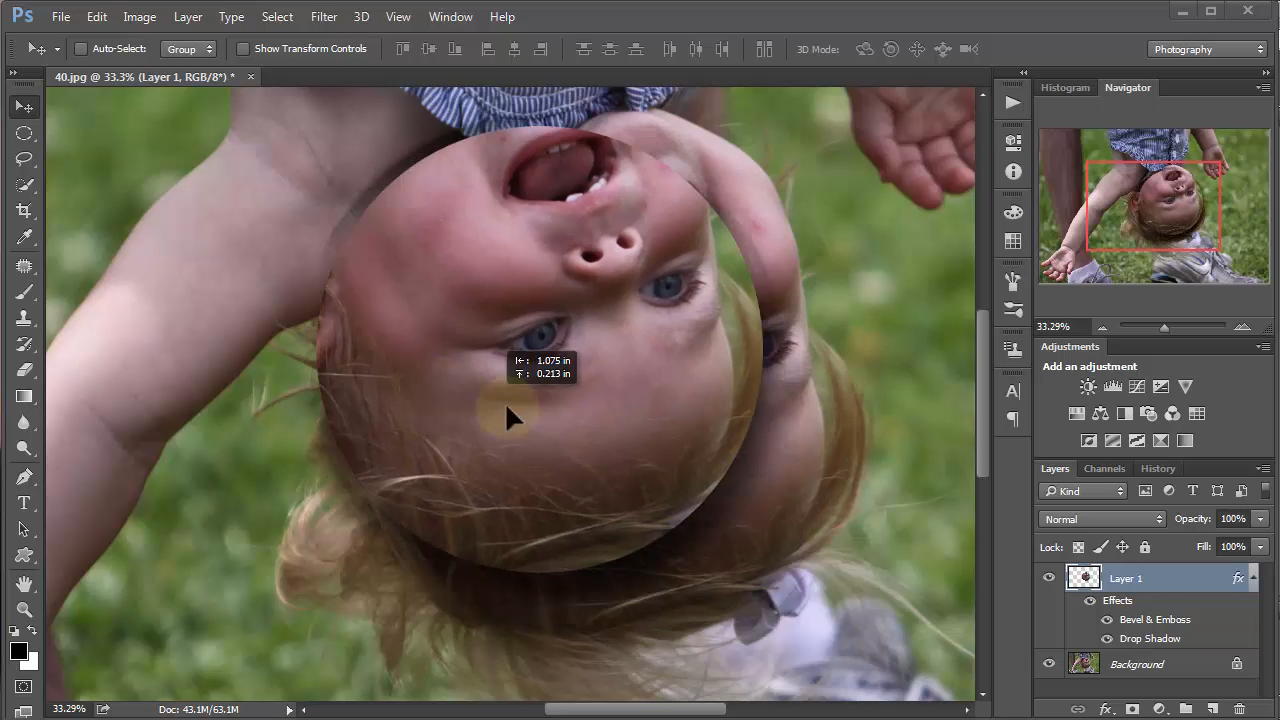 Ps File Edit Image Layer Type Select Filter 3D View Window Help
Auto-Select: Group Show Transform Controls 3D Mode: Photography
40.jpg @ 33.3% (Layer 1, RGB/8*) * ×
Histogram Navigator
1.075 in
0.213 in
33.29%
Adjustments
Add an adjustment
Layers Channels History
Kind
Normal Opacity: 100%
Lock: Fill: 100%
Layer 1 fx
Effects
Bevel & Emboss
Drop Shadow
Background
33.29% Doc: 43.1M/63.1M
fx